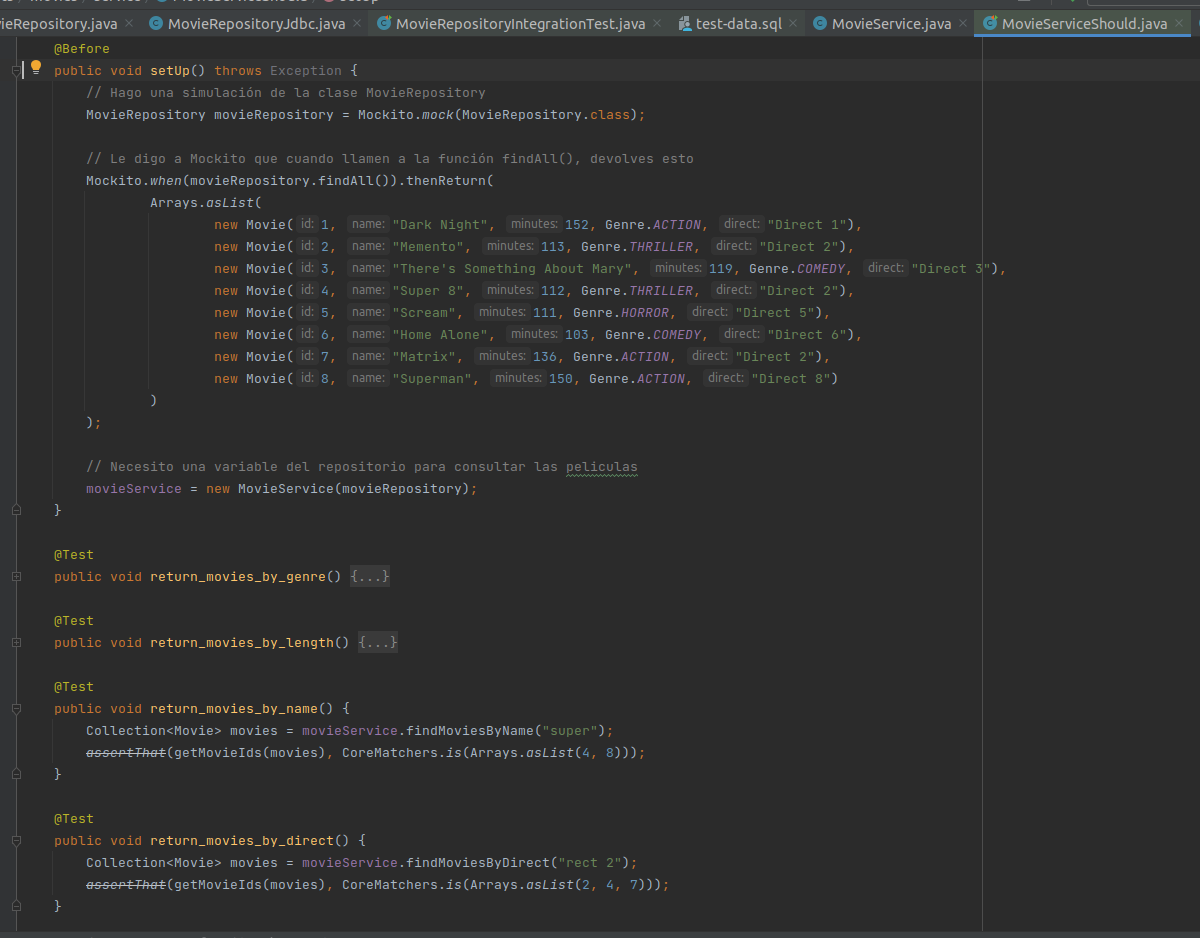 ieRepository.java × MovieRepositoryJdbc.java × MovieRepositoryIntegrationTest.java × test-data.sql × MovieService.java × MovieServiceShould.java ×
@Before
public void setUp() throws Exception {
// Hago una simulación de la clase MovieRepository
MovieRepository movieRepository = Mockito.mock(MovieRepository.class);
// Le digo a Mockito que cuando llamen a la función findAll(), devolves esto
Mockito.when(movieRepository.findAll()).thenReturn(
Arrays.asList(
new Movie( id: 1, name: "Dark Night", minutes: 152, Genre.ACTION, direct: "Direct 1"),
new Movie( id: 2, name: "Memento", minutes: 113, Genre.THRILLER, direct: "Direct 2"),
new Movie( id: 3, name: "There's Something About Mary", minutes: 119, Genre.COMEDY, direct: "Direct 3"),
new Movie( id: 4, name: "Super 8", minutes: 112, Genre.THRILLER, direct: "Direct 2"),
new Movie( id: 5, name: "Scream", minutes: 111, Genre.HORROR, direct: "Direct 5"),
new Movie( id: 6, name: "Home Alone", minutes: 103, Genre.COMEDY, direct: "Direct 6"),
new Movie( id: 7, name: "Matrix", minutes: 136, Genre.ACTION, direct: "Direct 2"),
new Movie( id: 8, name: "Superman", minutes: 150, Genre.ACTION, direct: "Direct 8")
)
);
// Necesito una variable del repositorio para consultar las peliculas
movieService = new MovieService(movieRepository);
}
@Test
public void return_movies_by_genre() {...}
@Test
public void return_movies_by_length() {...}
@Test
public void return_movies_by_name() {
Collection<Movie> movies = movieService.findMoviesByName("super");
assertThat(getMovieIds(movies), CoreMatchers.is(Arrays.asList(4, 8)));
}
@Test
public void return_movies_by_direct() {
Collection<Movie> movies = movieService.findMoviesByDirect("rect 2");
assertThat(getMovieIds(movies), CoreMatchers.is(Arrays.asList(2, 4, 7)));
}